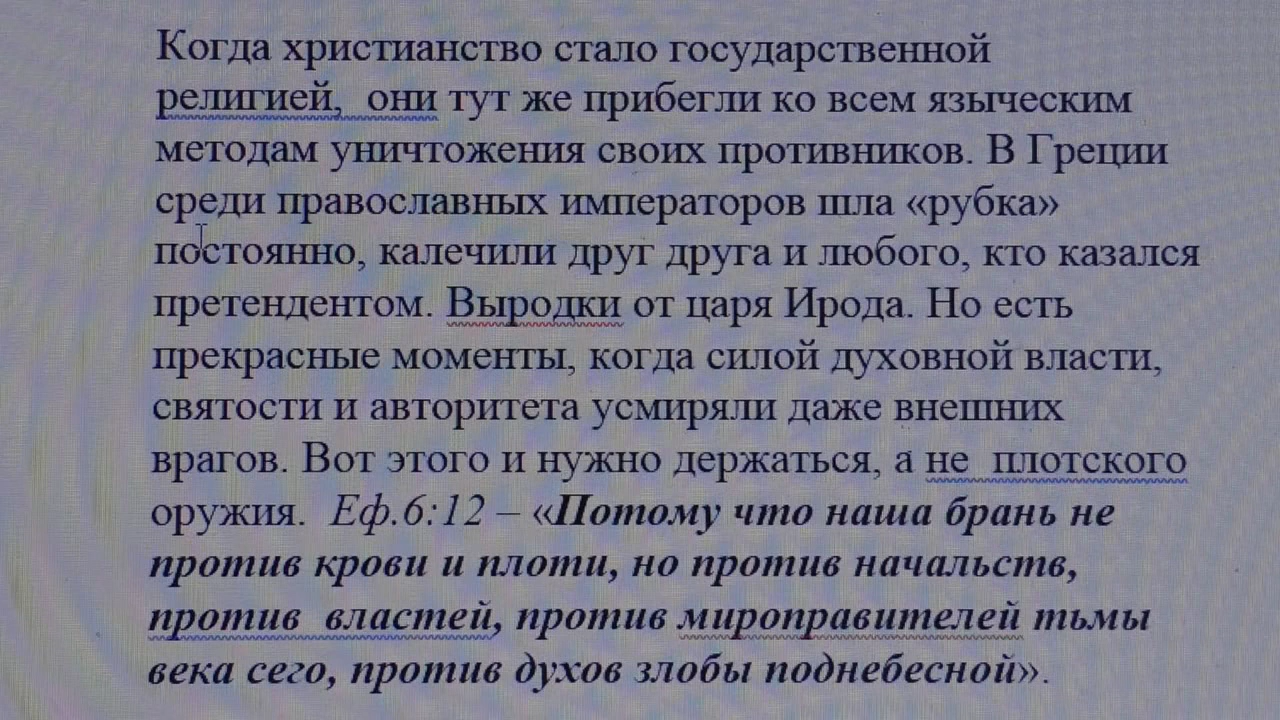 Когда христианство стало государственной
религией,  они тут же прибегли ко всем языческим
методам уничтожения своих противников. В Греции
среди православных императоров шла «рубка»
постоянно, калечили друг друга и любого, кто казался
претендентом. Выродки от царя Ирода. Но есть
прекрасные моменты, когда силой духовной власти,
святости и авторитета усмиряли даже внешних
врагов. Вот этого и нужно держаться, а не  плотского
оружия.  Еф.6:12 – «Потому что наша брань не
против крови и плоти, но против начальств,
против  властей, против мироправителей тьмы
века сего, против духов злобы поднебесной».